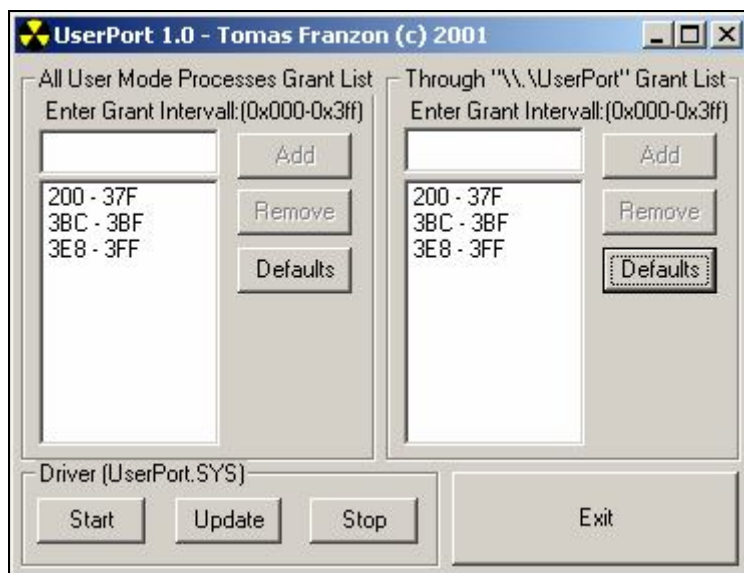 UserPort 1.0 - Tomas Franzon (c) 2001
All User Mode Processes Grant List
Enter Grant Intervall:(0x000-0x3ff)
Add
200 - 37F
3BC - 3BF
3E8 - 3FF
Remove
Defaults
Through "\\.\UserPort" Grant List
Enter Grant Intervall:(0x000-0x3ff)
Add
200 - 37F
3BC - 3BF
3E8 - 3FF
Remove
Defaults
Driver (UserPort.SYS)
Start
Update
Stop
Exit